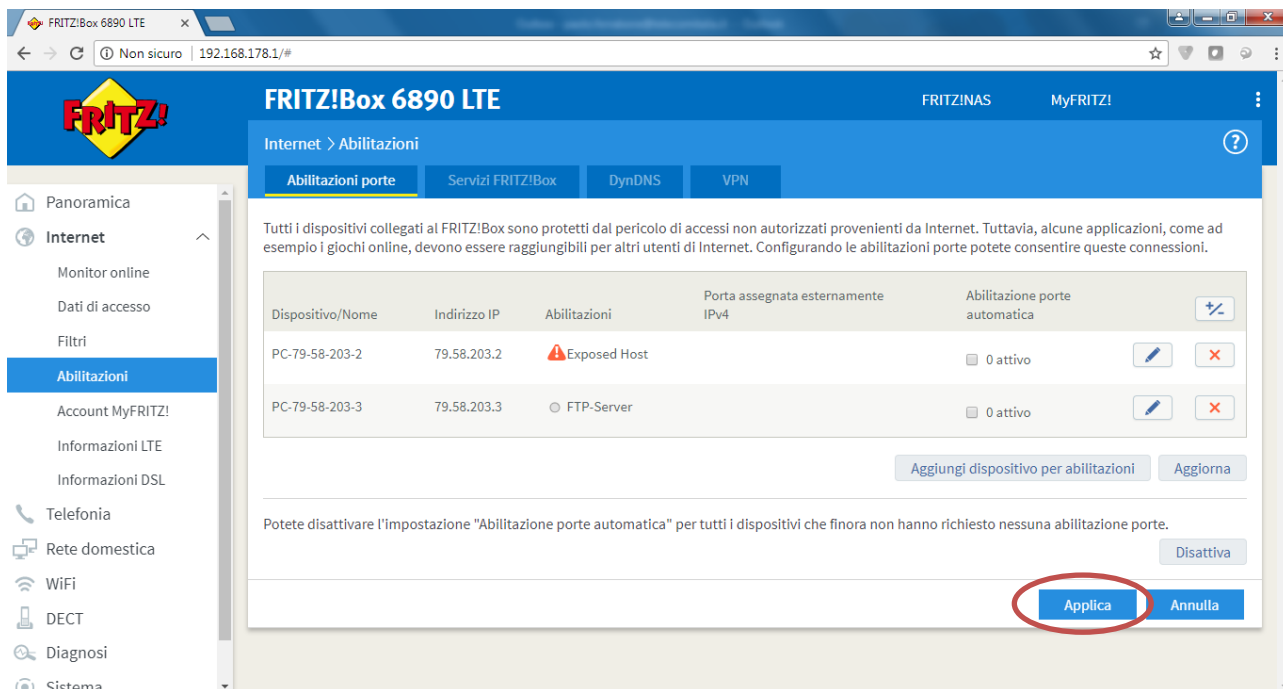 FRITZ!Box 6890 LTE
Non sicuro 192.168.178.1/#
FRITZ!
FRITZ!Box 6890 LTE
FRITZ!NAS
MyFRITZ!
Internet > Abilitazioni
Abilitazioni porte
Servizi FRITZ!Box
DynDNS
VPN
Panoramica
Internet
Monitor online
Dati di accesso
Filtri
Abilitazioni
Account MyFRITZ!
Informazioni LTE
Informazioni DSL
Telefonia
Rete domestica
WiFi
DECT
Diagnosi
Sistema
Tutti i dispositivi collegati al FRITZ!Box sono protetti dal pericolo di accessi non autorizzati provenienti da Internet. Tuttavia, alcune applicazioni, come ad
esempio i giochi online, devono essere raggiungibili per altri utenti di Internet. Configurando le abilitazioni porte potete consentire queste connessioni.
Dispositivo/Nome Indirizzo IP Abilitazioni Porta assegnata esternamente IPv4 Abilitazione porte automatica
PC-79-58-203-2 79.58.203.2 Exposed Host 0 attivo
PC-79-58-203-3 79.58.203.3 FTP-Server 0 attivo
Aggiungi dispositivo per abilitazioni Aggiorna
Potete disattivare l'impostazione "Abilitazione porte automatica" per tutti i dispositivi che finora non hanno richiesto nessuna abilitazione porte.
Disattiva
Applica Annulla